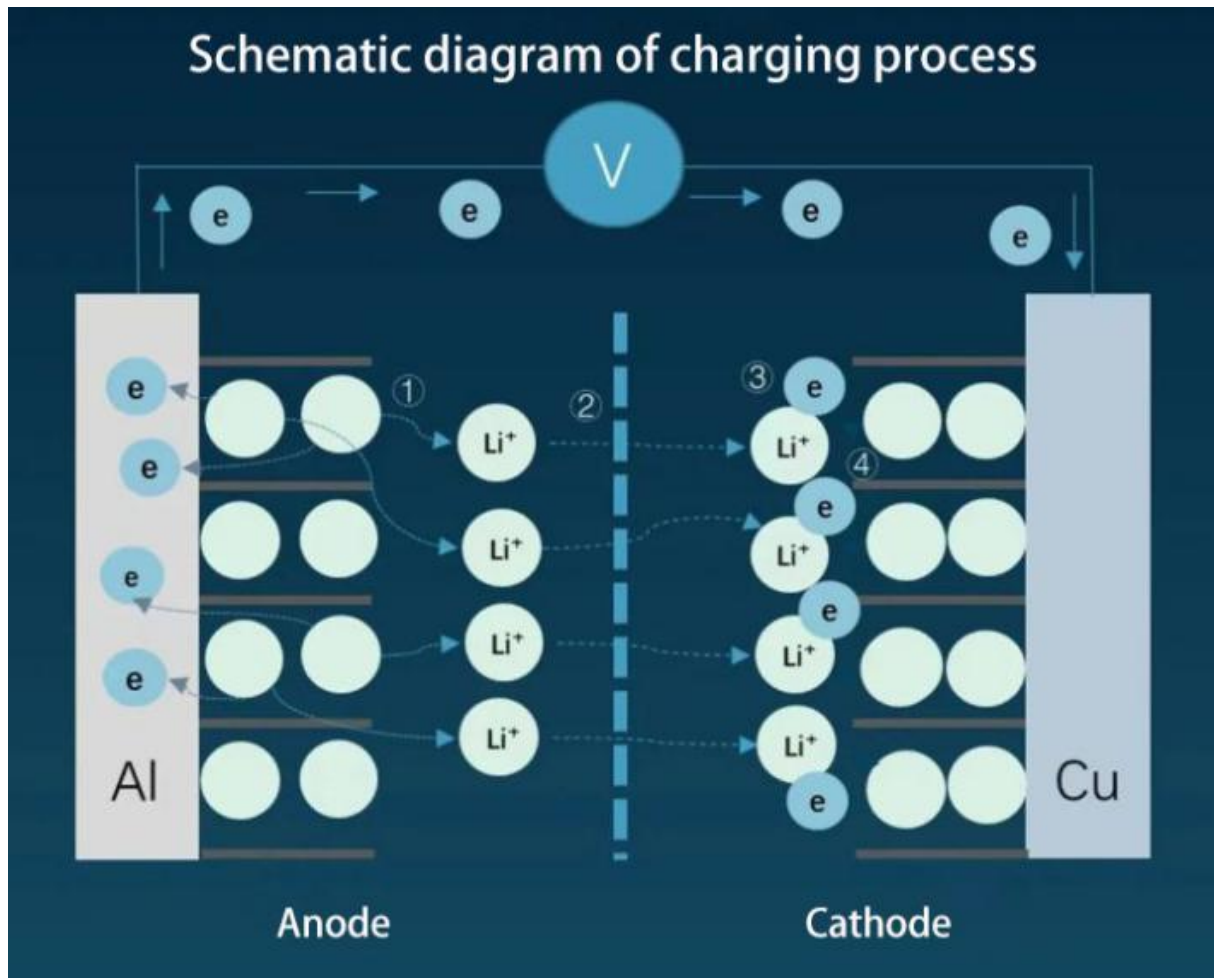 Schematic diagram of charging process
V
e
e
e
e
e
① ② ③ e
Li⁺ Li⁺
e ④
e
Li⁺ Li⁺
e e
Li⁺ Li⁺
e
Li⁺ Li⁺
e
Al Cu
Anode Cathode